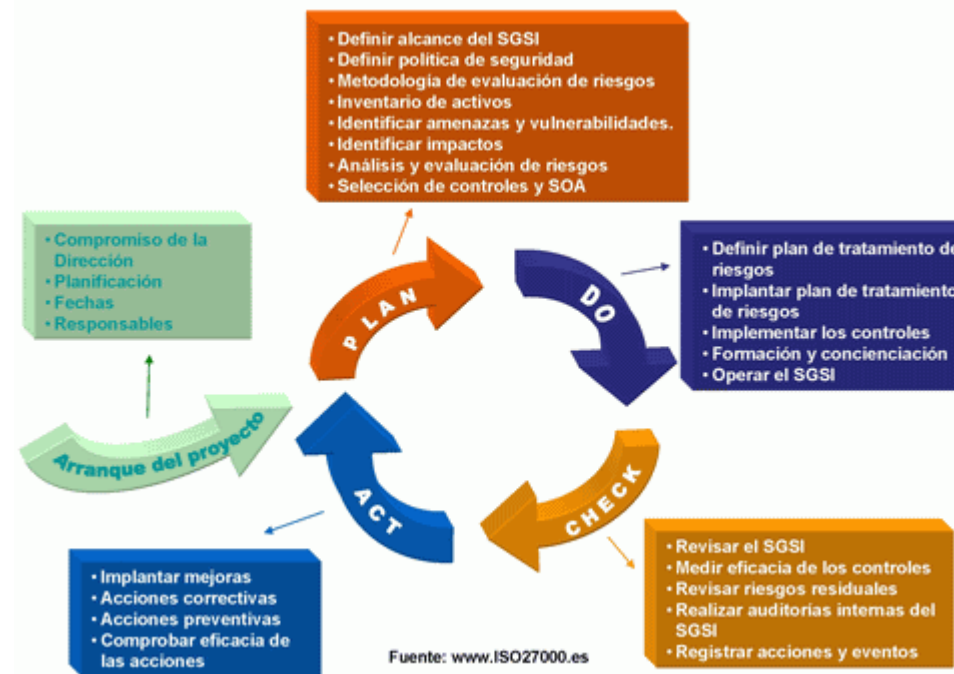 • Definir alcance del SGSI
• Definir política de seguridad
• Metodología de evaluación de riesgos
• Inventario de activos
• Identificar amenazas y vulnerabilidades.
• Identificar impactos
• Análisis y evaluación de riesgos
• Selección de controles y SOA
• Compromiso de la
Dirección
• Planificación
• Fechas
• Responsables
Arranque del proyecto
PLAN
DO
• Definir plan de tratamiento de
riesgos
• Implantar plan de tratamiento
de riesgos
• Implementar los controles
• Formación y concienciación
• Operar el SGSI
CHECK
• Revisar el SGSI
• Medir eficacia de los controles
• Revisar riesgos residuales
• Realizar auditorías internas del
SGSI
• Registrar acciones y eventos
ACT
• Implantar mejoras
• Acciones correctivas
• Acciones preventivas
• Comprobar eficacia de
las acciones
Fuente: www.ISO27000.es